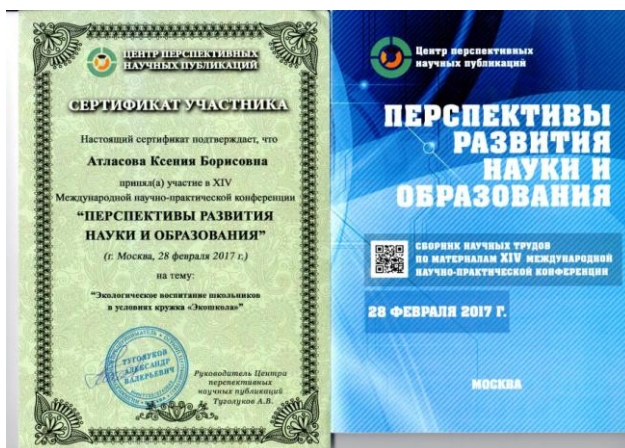 ЦЕНТР ПЕРСПЕКТИВНЫХ
НАУЧНЫХ ПУБЛИКАЦИЙ
СЕРТИФИКАТ УЧАСТНИКА
Настоящий сертификат подтверждает, что
Атласова Ксения Борисовна
принял(а) участие в XIV
Международной научно-практической конференции
"ПЕРСПЕКТИВЫ РАЗВИТИЯ
НАУКИ И ОБРАЗОВАНИЯ"
(г. Москва, 28 февраля 2017 г.)
на тему:
"Экологическое воспитание школьников
в условиях кружка «Экошкола»"
ТУГОЛУКОВ
АЛЕКСАНДР
ВАЛЕРЬЕВИЧ
Руководитель Центра
перспективных
научных публикаций
Туголуков А.В.
Центр перспективных
научных публикаций
ПЕРСПЕКТИВЫ
РАЗВИТИЯ
НАУКИ И
ОБРАЗОВАНИЯ
СБОРНИК НАУЧНЫХ ТРУДОВ
ПО МАТЕРИАЛАМ XIV МЕЖДУНАРОДНОЙ
НАУЧНО-ПРАКТИЧЕСКОЙ КОНФЕРЕНЦИИ
28 ФЕВРАЛЯ 2017 Г.
МОСКВА